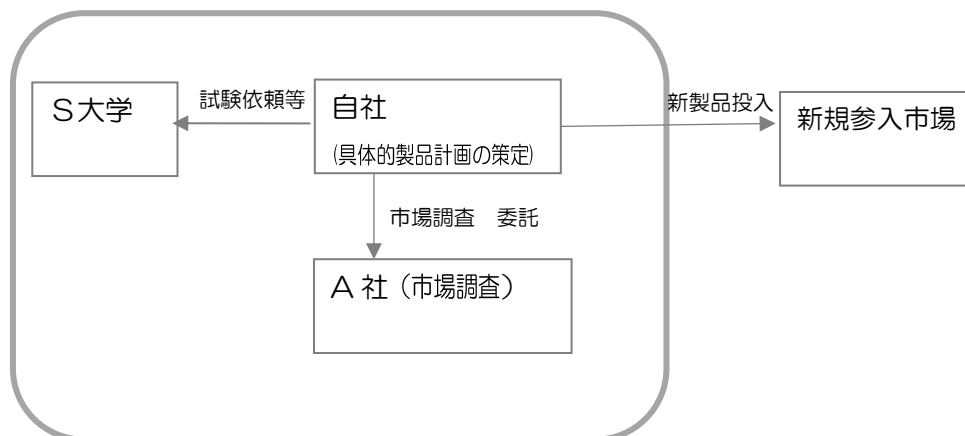 S大学
試験依頼等
自社
(具体的製品計画の策定)
新製品投入
新規参入市場
市場調査　委託
A社（市場調査）